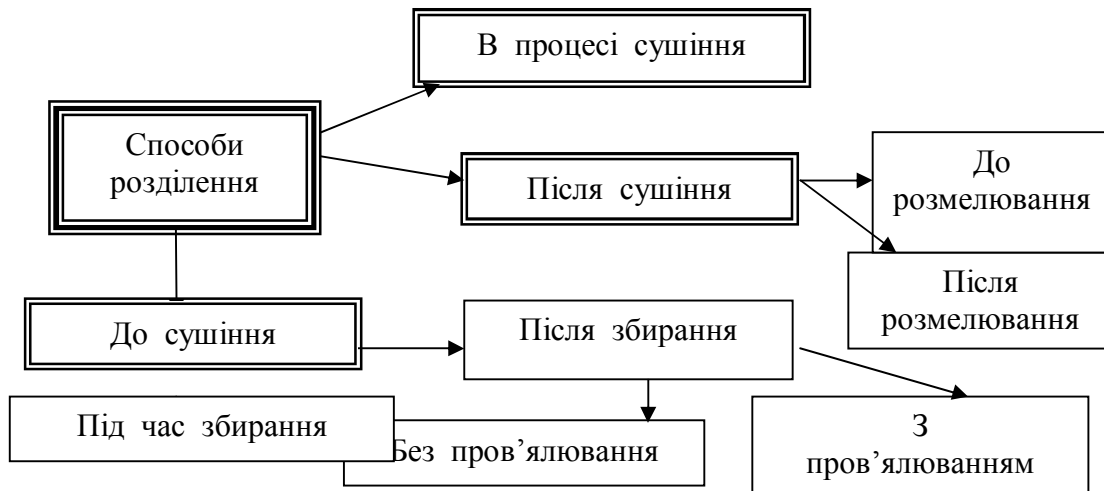 В процесі сушіння
Способи
розділення
До
розмелювання
Після сушіння
Після
розмелювання
До сушіння
Після збирання
Під час збирання
Без пров’ялювання
З
пров’ялюванням